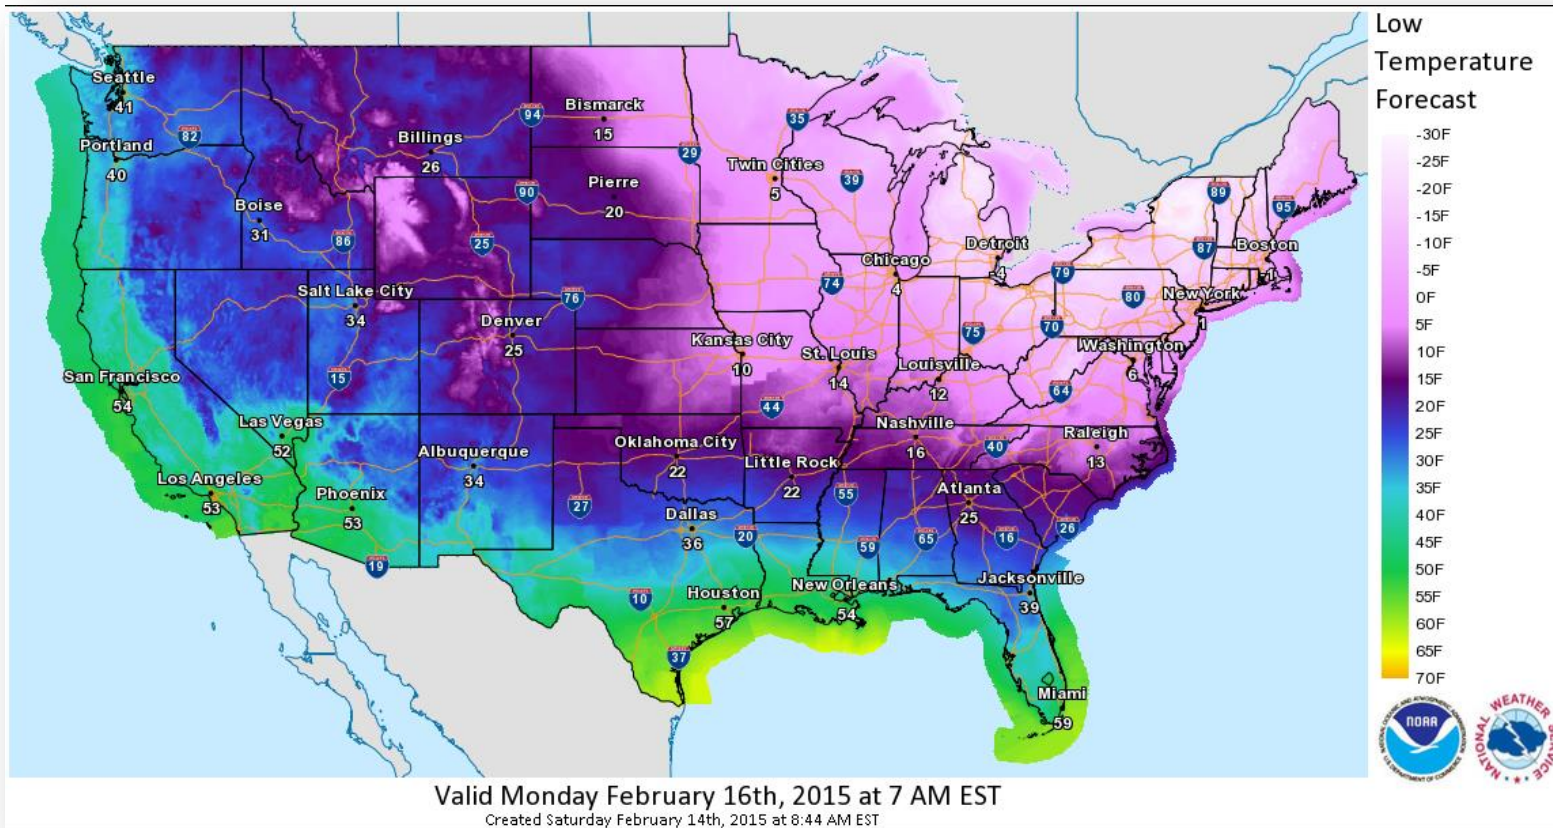 Low
Temperature
Forecast
-30F
-25F
-20F
-15F
-10F
-5F
0F
5F
10F
15F
20F
25F
30F
35F
40F
45F
50F
55F
60F
65F
70F
Seattle
41
Portland
40
82
Billings
26
94
Bismarck
15
35
29
Twin Cities
5
39
Pierre
20
90
Boise
31
86
25
Detroit
-4
89
95
87
Boston
-1
Chicago
4
79
80
New York
1
74
76
Salt Lake City
34
Denver
25
75
70
Kansas City
10
St. Louis
14
Louisville
12
Washington
6
64
15
San Francisco
54
44
Las Vegas
52
Albuquerque
34
Oklahoma City
22
Little Rock
22
Nashville
16
40
Raleigh
13
Los Angeles
53
Phoenix
53
27
55
Atlanta
25
Dallas
36
20
59
65
16
26
19
10
Houston
57
New Orleans
54
Jacksonville
39
37
Miami
59
NOAA
NATIONAL OCEANIC AND ATMOSPHERIC ADMINISTRATION
U.S. DEPARTMENT OF COMMERCE
NATIONAL WEATHER SERVICE
Valid Monday February 16th, 2015 at 7 AM EST
Created Saturday February 14th, 2015 at 8:44 AM EST